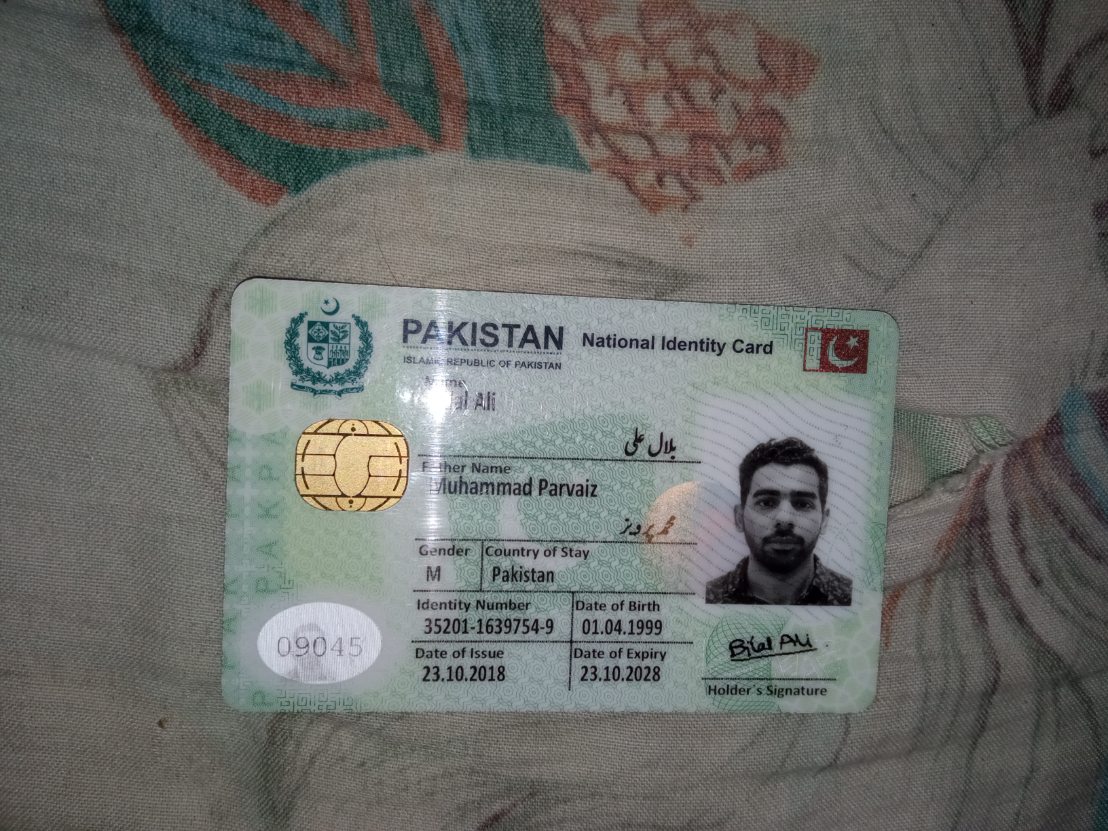 PAKISTAN National Identity Card
ISLAMIC REPUBLIC OF PAKISTAN
Name
Ali
بلال علی
Father Name
Muhammad Parvaiz
محمد پرویز
Gender Country of Stay
M Pakistan
Identity Number Date of Birth
35201-1639754-9 01.04.1999
Date of Issue Date of Expiry
23.10.2018 23.10.2028
09045
Bilal Ali
Holder's Signature